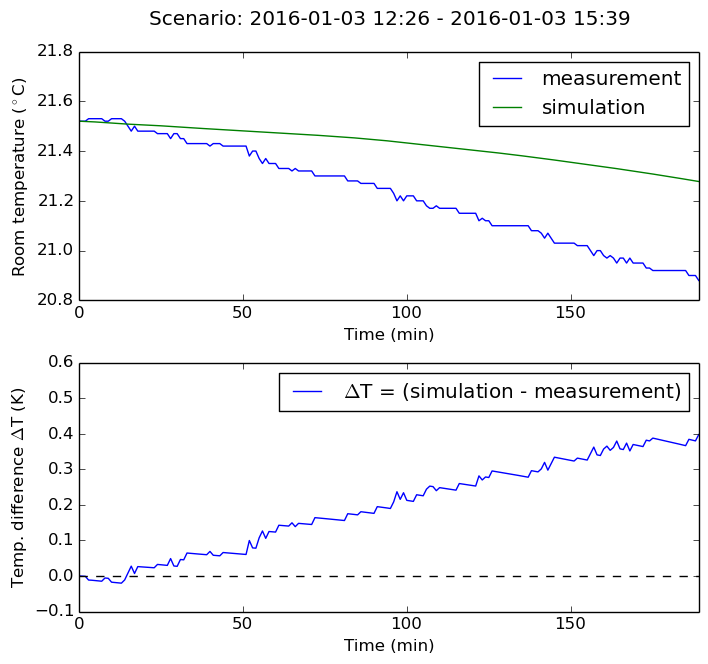 Scenario: 2016-01-03 12:26 - 2016-01-03 15:39
21.8
21.6
21.4
21.2
21.0
20.8
Room temperature (°C)
measurement
simulation
0
50
100
150
Time (min)
0.6
0.5
0.4
0.3
0.2
0.1
0.0
−0.1
Temp. difference ΔT (K)
ΔT = (simulation - measurement)
0
50
100
150
Time (min)